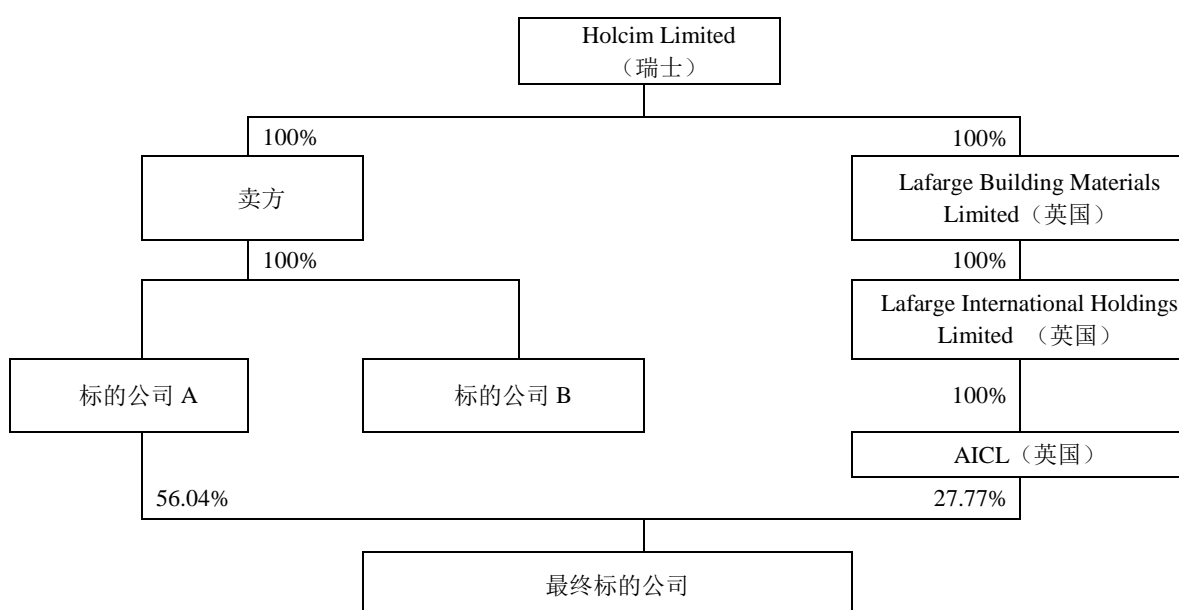 Holcim Limited
（瑞士）
100%
100%
卖方
Lafarge Building Materials
Limited（英国）
100%
100%
Lafarge International Holdings
Limited （英国）
标的公司 A
标的公司 B
100%
AICL（英国）
56.04%
27.77%
最终标的公司